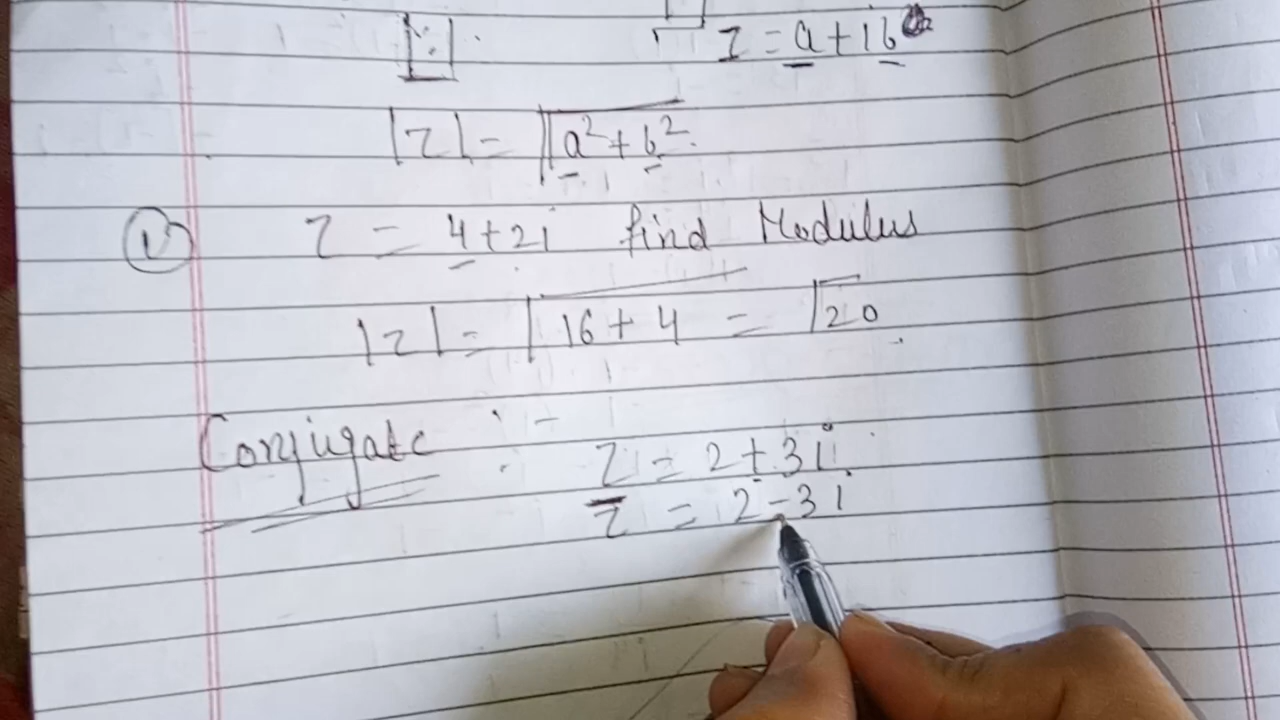 z = a + ib
|z| = √a² + b²
① z = 4 + 2i find Modulus
|z| = √16 + 4 = √20
Conjugate :- z = 2 + 3i
z̄ = 2 - 3i